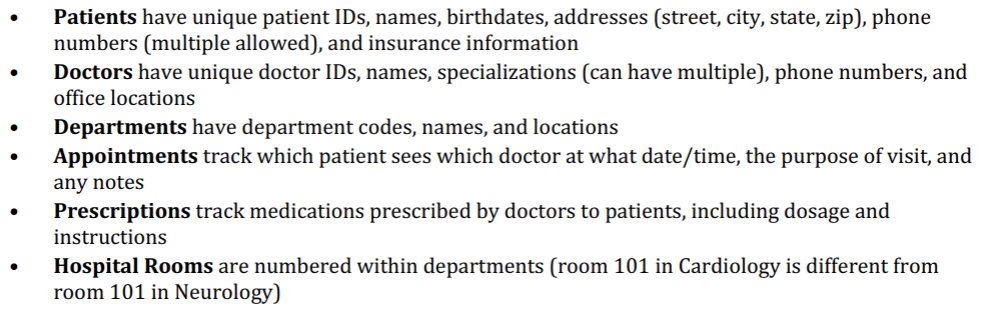 • Patients have unique patient IDs, names, birthdates, addresses (street, city, state, zip), phone
numbers (multiple allowed), and insurance information
• Doctors have unique doctor IDs, names, specializations (can have multiple), phone numbers, and
office locations
• Departments have department codes, names, and locations
• Appointments track which patient sees which doctor at what date/time, the purpose of visit, and
any notes
• Prescriptions track medications prescribed by doctors to patients, including dosage and
instructions
• Hospital Rooms are numbered within departments (room 101 in Cardiology is different from
room 101 in Neurology)